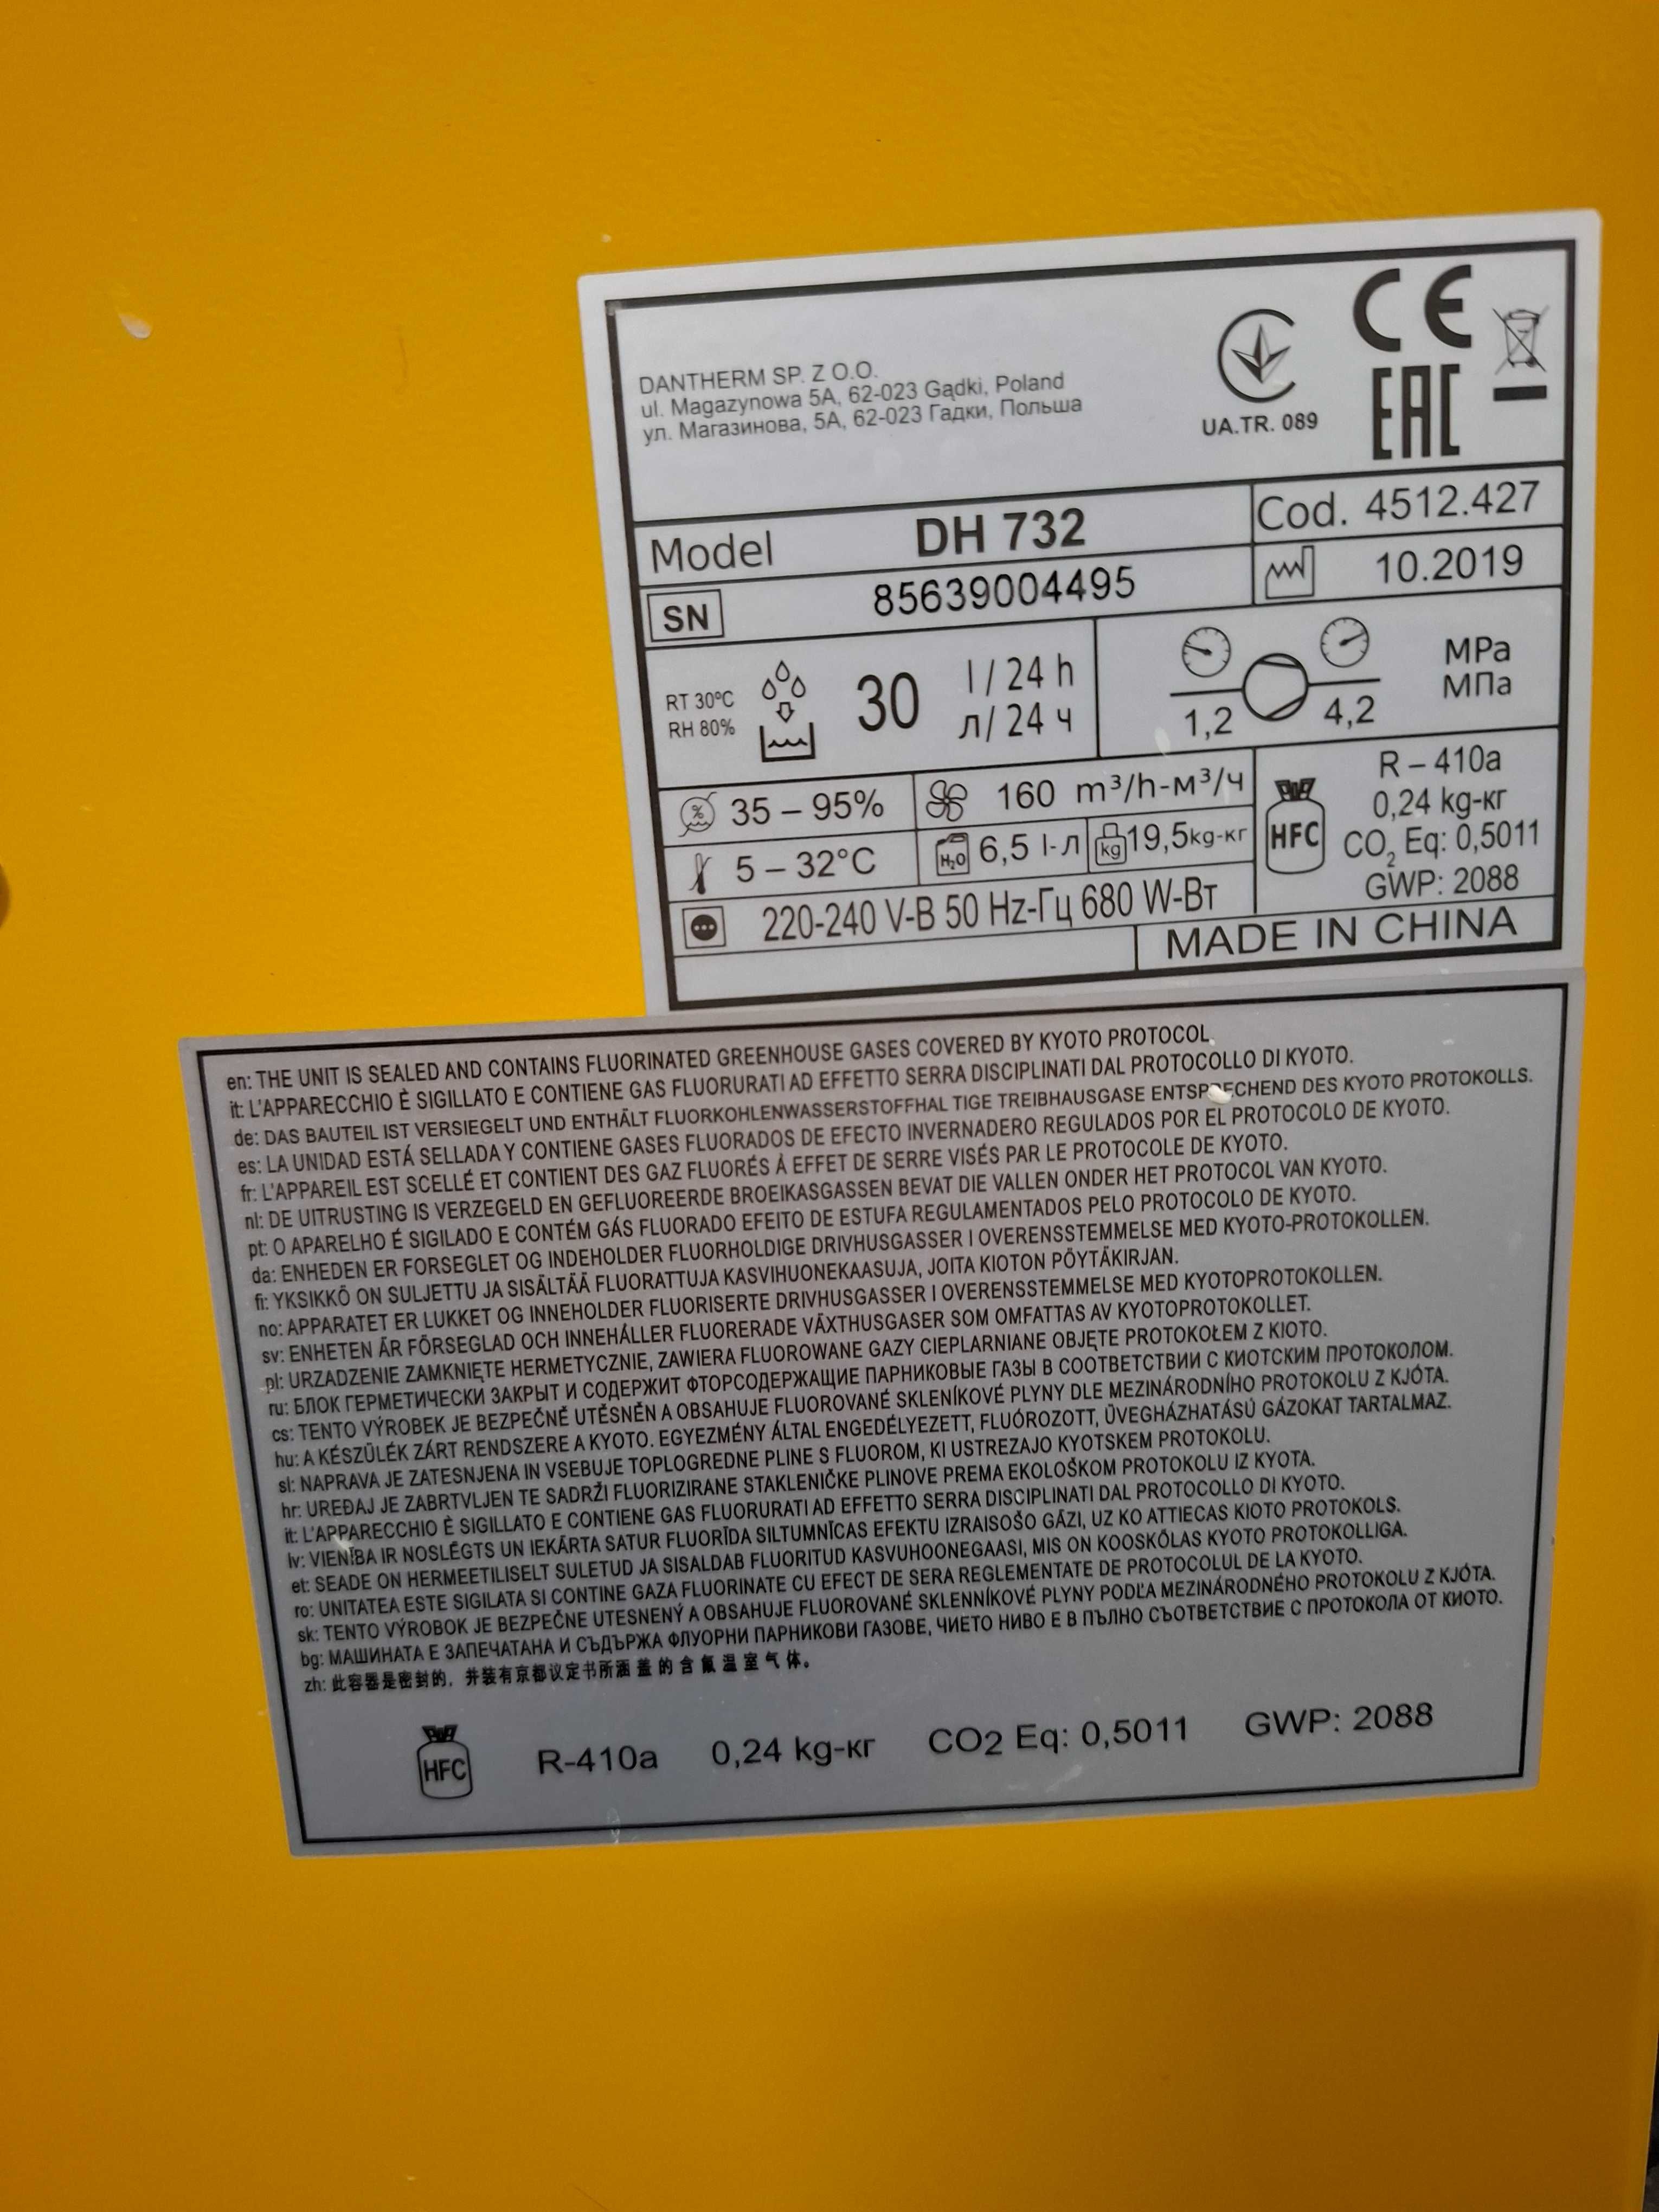 DANTHERM SP. Z O.O.
ul. Magazynowa 5A, 62-023 Gądki, Poland
ул. Магазинова, 5A, 62-023 Гадки, Польша
UA.TR. 089
CE
EAC
Model DH 732 Cod. 4512.427
SN 85639004495 10.2019
RT 30ºC
RH 80%
30 l / 24 h
л/ 24 ч
1,2 4,2 MPa
МПа
% 35 – 95% 160 m³/h-м³/ч
5 – 32°C H₂O 6,5 l-л kg 19,5kg-кг
HFC
R – 410a
0,24 kg-кг
CO₂ Eq: 0,5011
GWP: 2088
220-240 V-В 50 Hz-Гц 680 W-Вт
MADE IN CHINA
en: THE UNIT IS SEALED AND CONTAINS FLUORINATED GREENHOUSE GASES COVERED BY KYOTO PROTOCOL.
it: L'APPARECCHIO È SIGILLATO E CONTIENE GAS FLUORURATI AD EFFETTO SERRA DISCIPLINATI DAL PROTOCOLLO DI KYOTO.
de: DAS BAUTEIL IST VERSIEGELT UND ENTHÄLT FLUORKOHLENWASSERSTOFFHAL TIGE TREIBHAUSGASE ENTSPRECHEND DES KYOTO PROTOKOLLS.
es: LA UNIDAD ESTÁ SELLADA Y CONTIENE GASES FLUORADOS DE EFECTO INVERNADERO REGULADOS POR EL PROTOCOLO DE KYOTO.
fr: L'APPAREIL EST SCELLÉ ET CONTIENT DES GAZ FLUORÉS À EFFET DE SERRE VISÉS PAR LE PROTOCOLE DE KYOTO.
nl: DE UITRUSTING IS VERZEGELD EN GEFLUOREERDE BROEIKASGASSEN BEVAT DIE VALLEN ONDER HET PROTOCOL VAN KYOTO.
pt: O APARELHO É SIGILADO E CONTÉM GÁS FLUORADO EFEITO DE ESTUFA REGULAMENTADOS PELO PROTOCOLO DE KYOTO.
da: ENHEDEN ER FORSEGLET OG INDEHOLDER FLUORHOLDIGE DRIVHUSGASSER I OVERENSSTEMMELSE MED KYOTO-PROTOKOLLEN.
fi: YKSIKKÖ ON SULJETTU JA SISÄLTÄÄ FLUORATTUJA KASVIHUONEKAASUJA, JOITA KIOTON PÖYTÄKIRJAN.
no: APPARATET ER LUKKET OG INNEHOLDER FLUORISERTE DRIVHUSGASSER I OVERENSSTEMMELSE MED KYOTOPROTOKOLLEN.
sv: ENHETEN ÄR FÖRSEGLAD OCH INNEHÅLLER FLUORERADE VÄXTHUSGASER SOM OMFATTAS AV KYOTOPROTOKOLLET.
pl: URZADZENIE ZAMKNIĘTE HERMETYCZNIE, ZAWIERA FLUOROWANE GAZY CIEPLARNIANE OBJĘTE PROTOKOŁEM Z KIOTO.
ru: БЛОК ГЕРМЕТИЧЕСКИ ЗАКРЫТ И СОДЕРЖИТ ФТОРСОДЕРЖАЩИЕ ПАРНИКОВЫЕ ГАЗЫ В СООТВЕТСТВИИ С КИОТСКИМ ПРОТОКОЛОМ.
cs: TENTO VÝROBEK JE BEZPEČNĚ UTĚSNĚN A OBSAHUJE FLUOROVANÉ SKLENÍKOVÉ PLYNY DLE MEZINÁRODNÍHO PROTOKOLU Z KJÓTA.
hu: A KÉSZÜLÉK ZÁRT RENDSZERE A KYOTO. EGYEZMÉNY ÁLTAL ENGEDÉLYEZETT, FLUÓROZOTT, ÜVEGHÁZHATÁSÚ GÁZOKAT TARTALMAZ.
sl: NAPRAVA JE ZATESNJENA IN VSEBUJE TOPLOGREDNE PLINE S FLUOROM, KI USTREZAJO KYOTSKEM PROTOKOLU.
hr: UREĐAJ JE ZABRTVLJEN TE SADRŽI FLUORIZIRANE STAKLENIČKE PLINOVE PREMA EKOLOŠKOM PROTOKOLU IZ KYOTA.
it: L'APPARECCHIO È SIGILLATO E CONTIENE GAS FLUORURATI AD EFFETTO SERRA DISCIPLINATI DAL PROTOCOLLO DI KYOTO.
lv: VIENĪBA IR NOSLĒGTS UN IEKĀRTA SATUR FLUORĪDA SILTUMNĪCAS EFEKTU IZRAISOŠO GĀZI, UZ KO ATTIECAS KIOTO PROTOKOLS.
et: SEADE ON HERMEETILISELT SULETUD JA SISALDAB FLUORITUD KASVUHOONEGAASI, MIS ON KOOSKÕLAS KYOTO PROTOKOLLIGA.
ro: UNITATEA ESTE SIGILATA SI CONTINE GAZA FLUORINATE CU EFECT DE SERA REGLEMENTATE DE PROTOCOLUL DE LA KYOTO.
sk: TENTO VÝROBOK JE BEZPEČNE UTESNENÝ A OBSAHUJE FLUOROVANÉ SKLENNÍKOVÉ PLYNY PODĽA MEZINÁRODNÉHO PROTOKOLU Z KJÓTA.
bg: МАШИНАТА Е ЗАПЕЧАТАНА И СЪДЪРЖА ФЛУОРНИ ПАРНИКОВИ ГАЗОВЕ, ЧИЕТО НИВО Е В ПЪЛНО СЪОТВЕТСТВИЕ С ПРОТОКОЛА ОТ КИОТО.
zh: 此容器是密封的，并装有京都议定书所涵盖的含氟温室气体。
HFC R-410a 0,24 kg-кг CO2 Eq: 0,5011 GWP: 2088